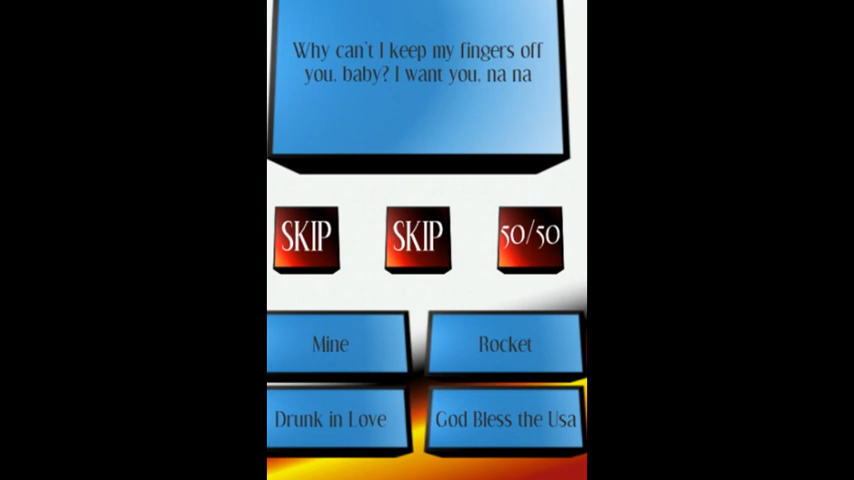 Why can't I keep my fingers off
you, baby? I want you, na na
SKIP
SKIP
50/50
Mine
Rocket
Drunk in Love
God Bless the Usa